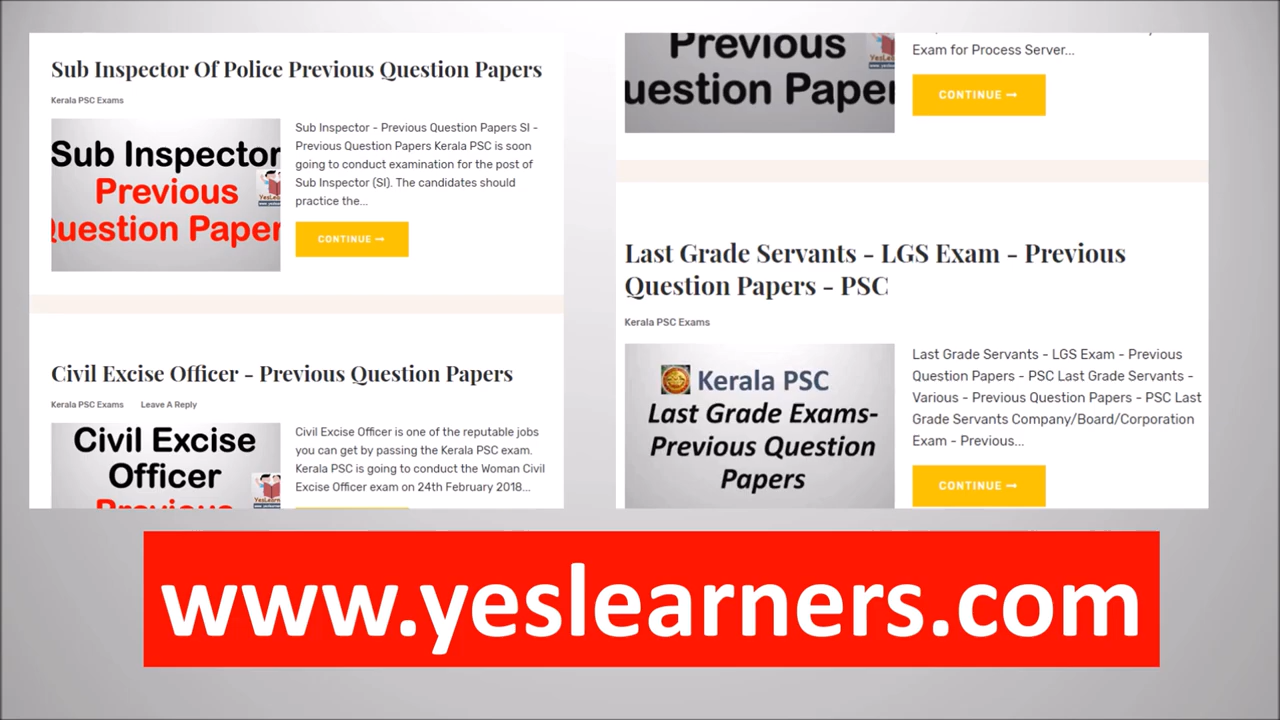 Sub Inspector Of Police Previous Question Papers
Kerala PSC Exams
Sub Inspector
Previous
Question Paper
YesLea
Sub Inspector - Previous Question Papers SI -
Previous Question Papers Kerala PSC is soon
going to conduct examination for the post of
Sub Inspector (SI). The candidates should
practice the...
CONTINUE
Civil Excise Officer - Previous Question Papers
Kerala PSC Exams Leave A Reply
Civil Excise
Officer
Previous
YesLearn
Civil Excise Officer is one of the reputable jobs
you can get by passing the Kerala PSC exam.
Kerala PSC is going to conduct the Woman Civil
Excise Officer exam on 24th February 2018...
Previous
uestion Paper
Exam for Process Server...
CONTINUE
Last Grade Servants - LGS Exam - Previous
Question Papers - PSC
Kerala PSC Exams
Kerala PSC
Last Grade Exams-
Previous Question
Papers
Last Grade Servants - LGS Exam - Previous
Question Papers - PSC Last Grade Servants -
Various - Previous Question Papers - PSC Last
Grade Servants Company/Board/Corporation
Exam - Previous...
CONTINUE
www.yeslearners.com